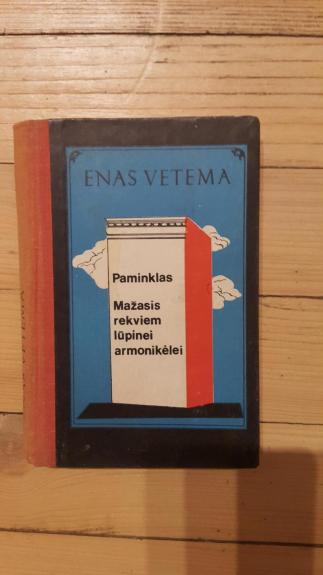 ENAS VETEMA
Paminklas
Mažasis
rekviem
lūpinei
armonikėlei